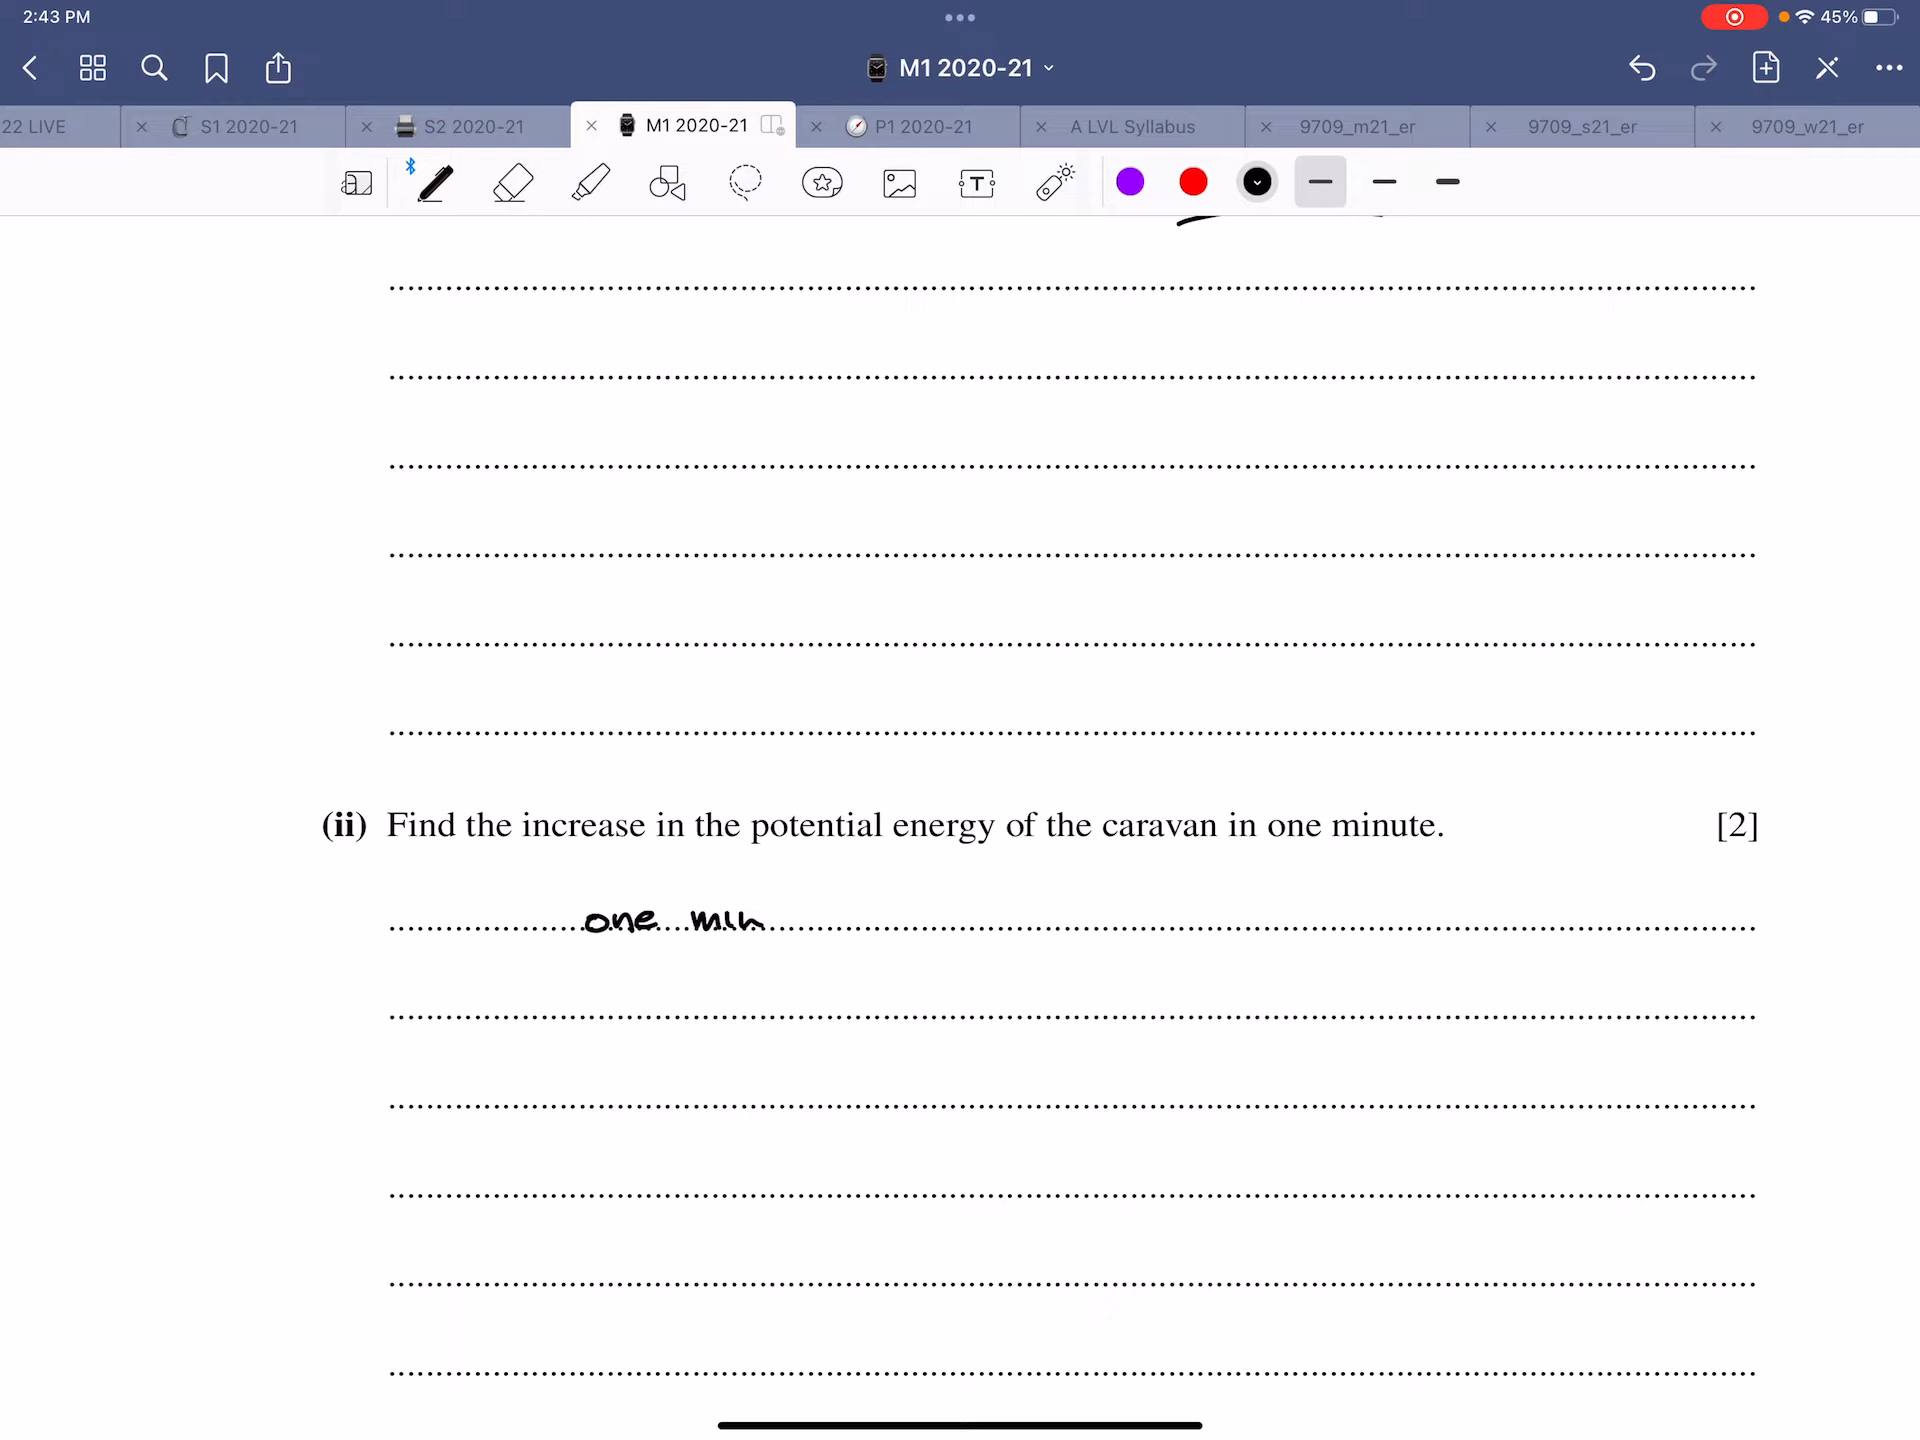 2:43 PM
45%
M1 2020-21
22 LIVE
S1 2020-21
S2 2020-21
M1 2020-21
P1 2020-21
A LVL Syllabus
9709_m21_er
9709_s21_er
9709_w21_er
(ii) Find the increase in the potential energy of the caravan in one minute. [2]
one min